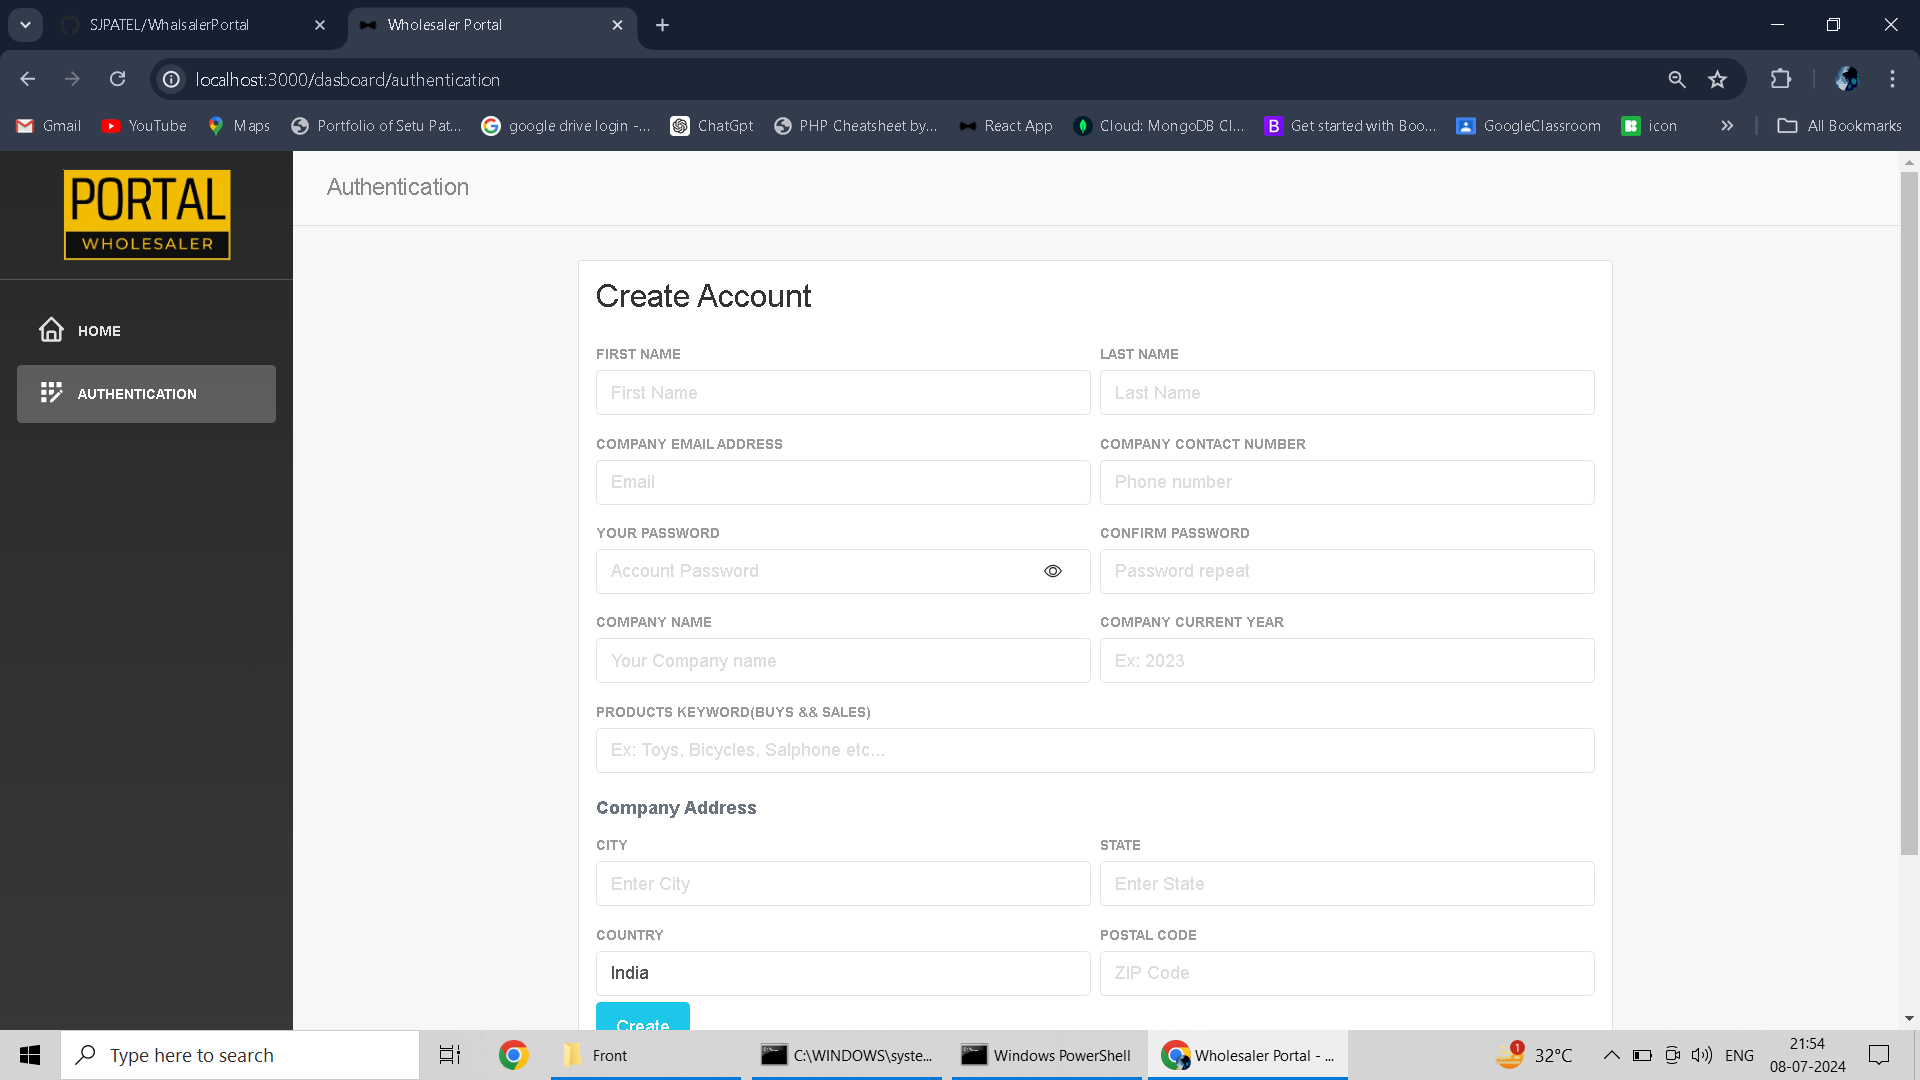 SJPATEL/WhalsalerPortal
Wholesaler Portal
localhost:3000/dasboard/authentication
Gmail
YouTube
Maps
Portfolio of Setu Pat...
google drive login -...
ChatGpt
PHP Cheatsheet by...
React App
Cloud: MongoDB Cl...
Get started with Boo...
GoogleClassroom
icon
All Bookmarks
PORTAL
WHOLESALER
HOME
AUTHENTICATION
Authentication
Create Account
FIRST NAME
LAST NAME
First Name
Last Name
COMPANY EMAIL ADDRESS
COMPANY CONTACT NUMBER
Email
Phone number
YOUR PASSWORD
CONFIRM PASSWORD
Account Password
Password repeat
COMPANY NAME
COMPANY CURRENT YEAR
Your Company name
Ex: 2023
PRODUCTS KEYWORD(BUYS && SALES)
Ex: Toys, Bicycles, Salphone etc...
Company Address
CITY
STATE
Enter City
Enter State
COUNTRY
POSTAL CODE
India
ZIP Code
Create
Type here to search
Front
C:\WINDOWS\syste...
Windows PowerShell
Wholesaler Portal - ...
1
32°C
ENG
21:54
08-07-2024